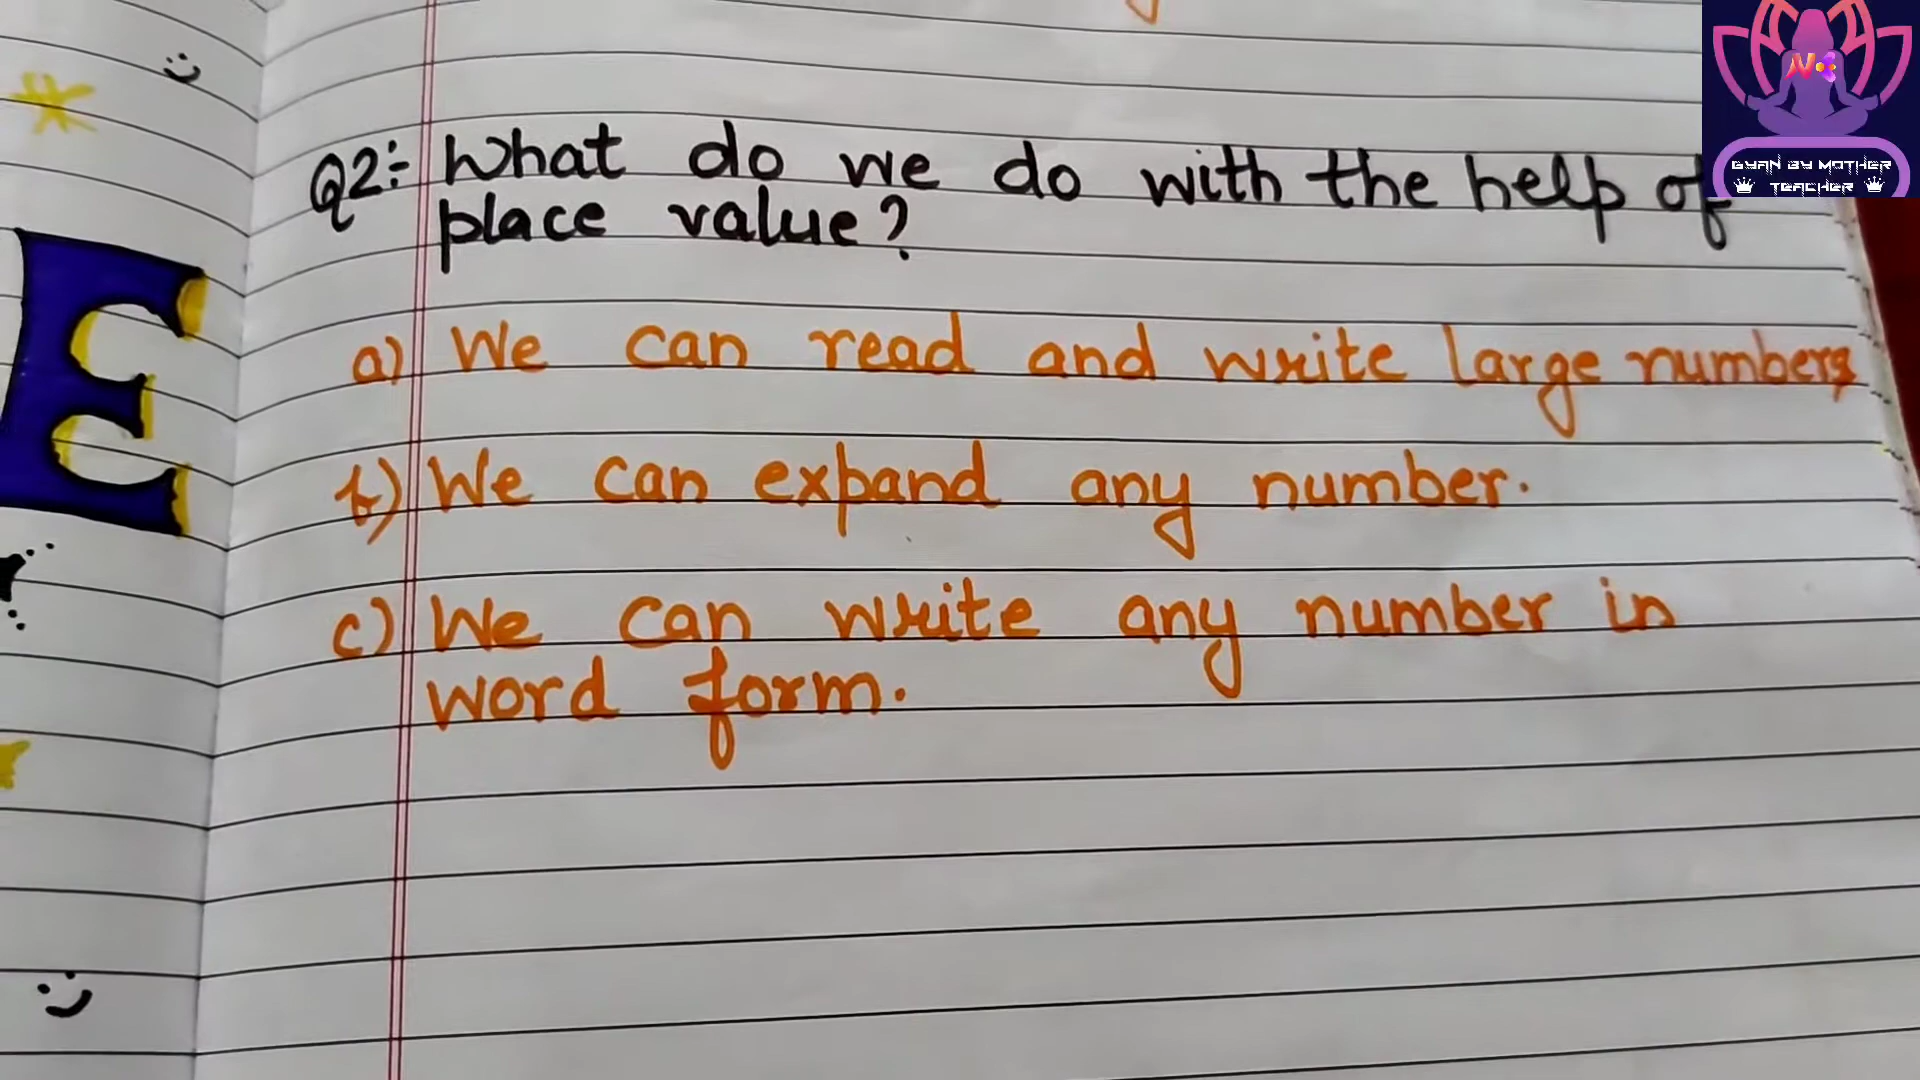 E
Q2:- What do we do with the help of
place value?
a) We can read and write large numbers
b) We can expand any number.
c) We can write any number in
word form.
GYAN BY MOTHER
TEACHER